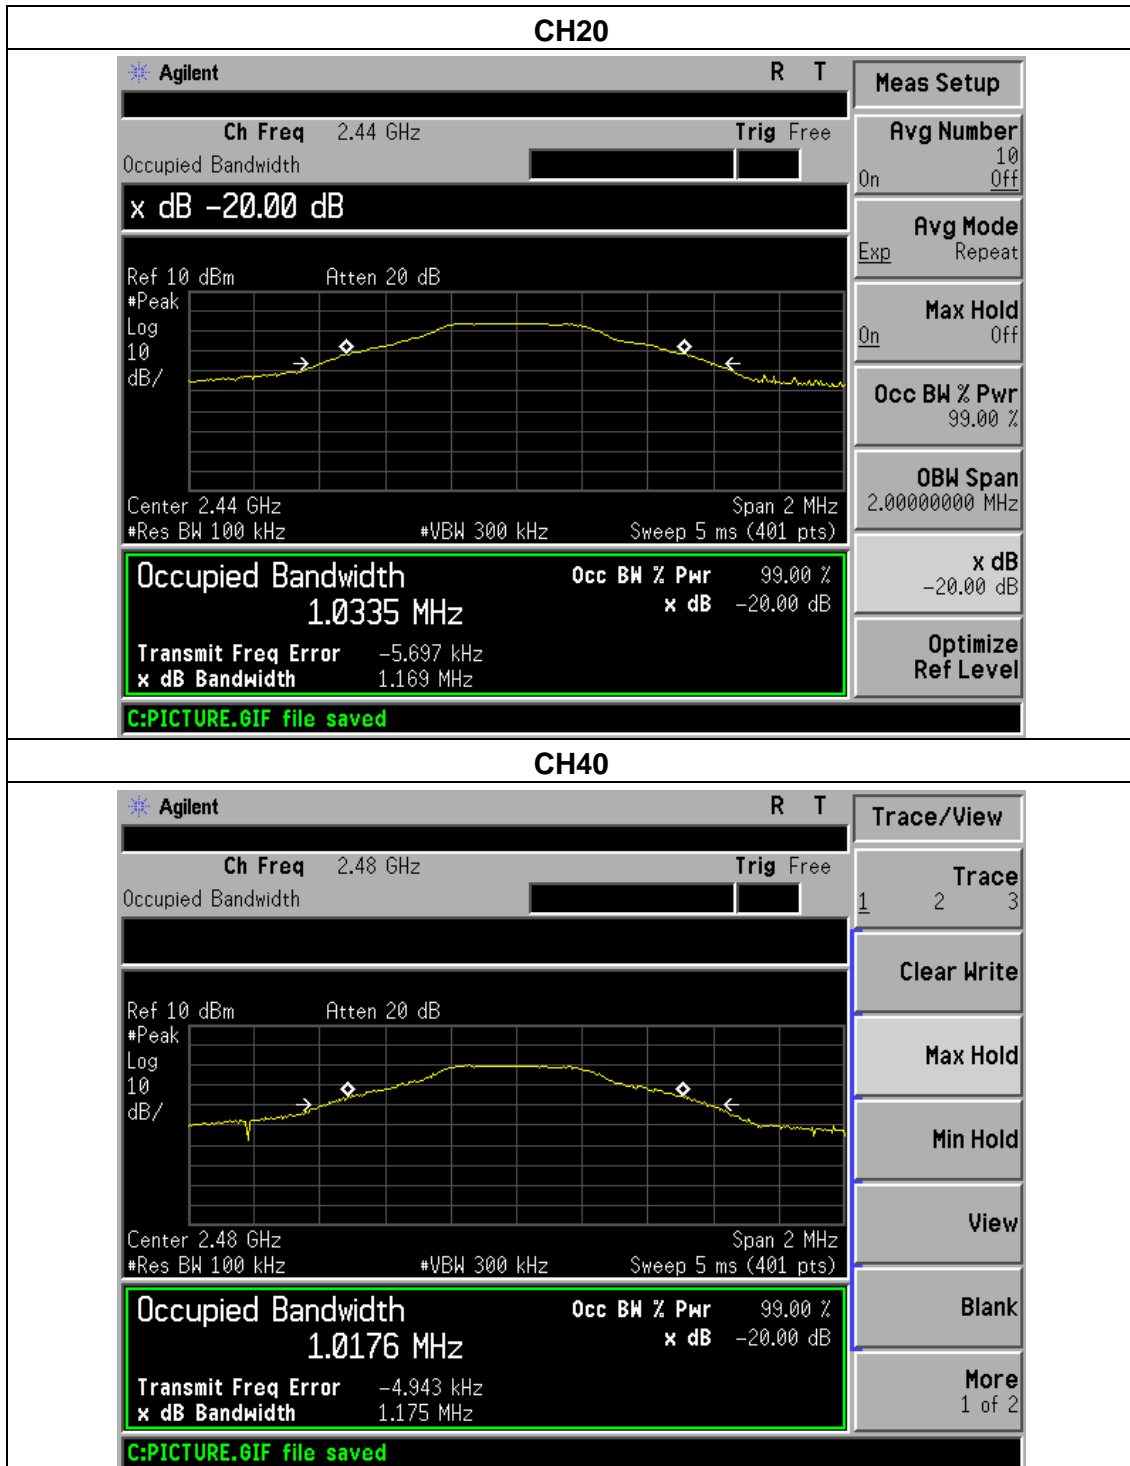 CH20
Agilent R T
Meas Setup
Ch Freq 2.44 GHz Trig Free
Occupied Bandwidth
Avg Number
10
On Off
x dB -20.00 dB
Avg Mode
Exp Repeat
Ref 10 dBm Atten 20 dB
#Peak
Log
10
dB/
Max Hold
On Off
Occ BW % Pwr
99.00 %
OBW Span
2.00000000 MHz
Center 2.44 GHz Span 2 MHz
#Res BW 100 kHz #VBW 300 kHz Sweep 5 ms (401 pts)
x dB
-20.00 dB
Occupied Bandwidth Occ BW % Pwr 99.00 %
1.0335 MHz x dB -20.00 dB
Transmit Freq Error -5.697 kHz
x dB Bandwidth 1.169 MHz
Optimize
Ref Level
C:PICTURE.GIF file saved
CH40
Agilent R T
Trace/View
Ch Freq 2.48 GHz Trig Free
Occupied Bandwidth
Trace
1 2 3
Clear Write
Ref 10 dBm Atten 20 dB
#Peak
Log
10
dB/
Max Hold
Min Hold
View
Center 2.48 GHz Span 2 MHz
#Res BW 100 kHz #VBW 300 kHz Sweep 5 ms (401 pts)
Blank
Occupied Bandwidth Occ BW % Pwr 99.00 %
1.0176 MHz x dB -20.00 dB
Transmit Freq Error -4.943 kHz
x dB Bandwidth 1.175 MHz
More
1 of 2
C:PICTURE.GIF file saved